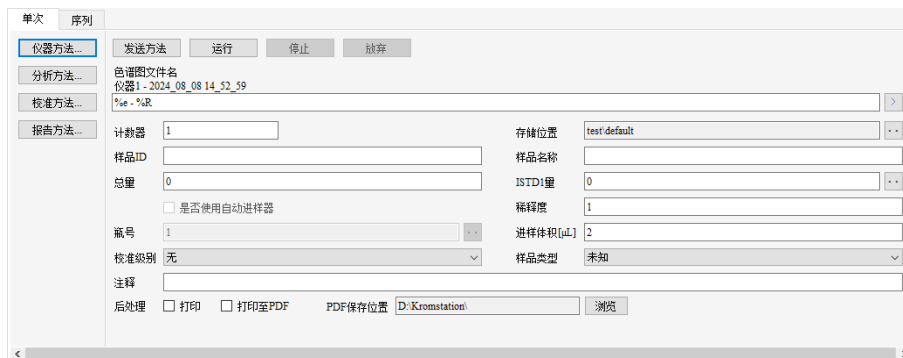 单次 序列
仪器方法... 发送方法 运行 停止 放弃
分析方法... 色谱图文件名
仪器1 - 2024_08_08 14_52_59
校准方法... %e - %R >
报告方法... 计数器 1 存储位置 test\default ..
样品ID 样品名称
总量 0 ISTD1量 0 ..
是否使用自动进样器 稀释度 1
瓶号 1 .. 进样体积[μL] 2
校准级别 无 样品类型 未知
注释
后处理 打印 打印至PDF PDF保存位置 D:\Kromstation\ 浏览